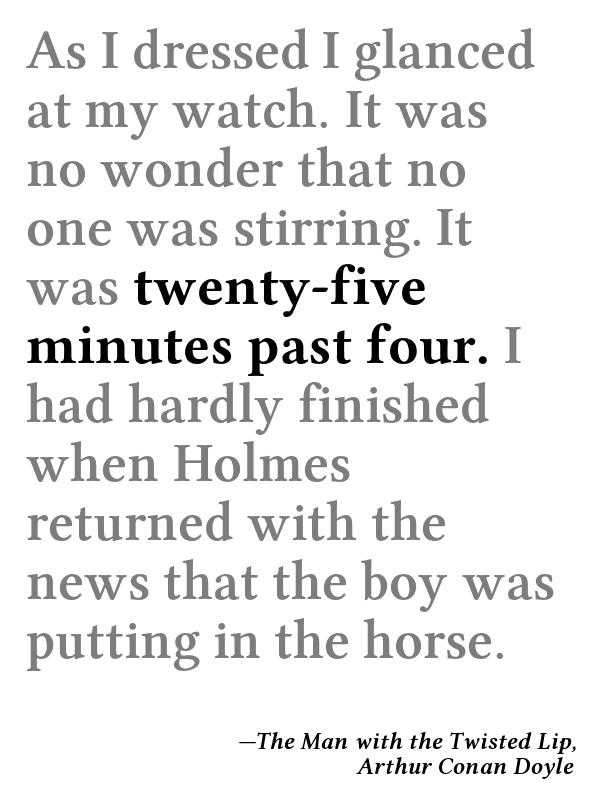 As I dressed I glanced
at my watch. It was
no wonder that no
one was stirring. It
was twenty-five
minutes past four. I
had hardly finished
when Holmes
returned with the
news that the boy was
putting in the horse.
—The Man with the Twisted Lip,
Arthur Conan Doyle